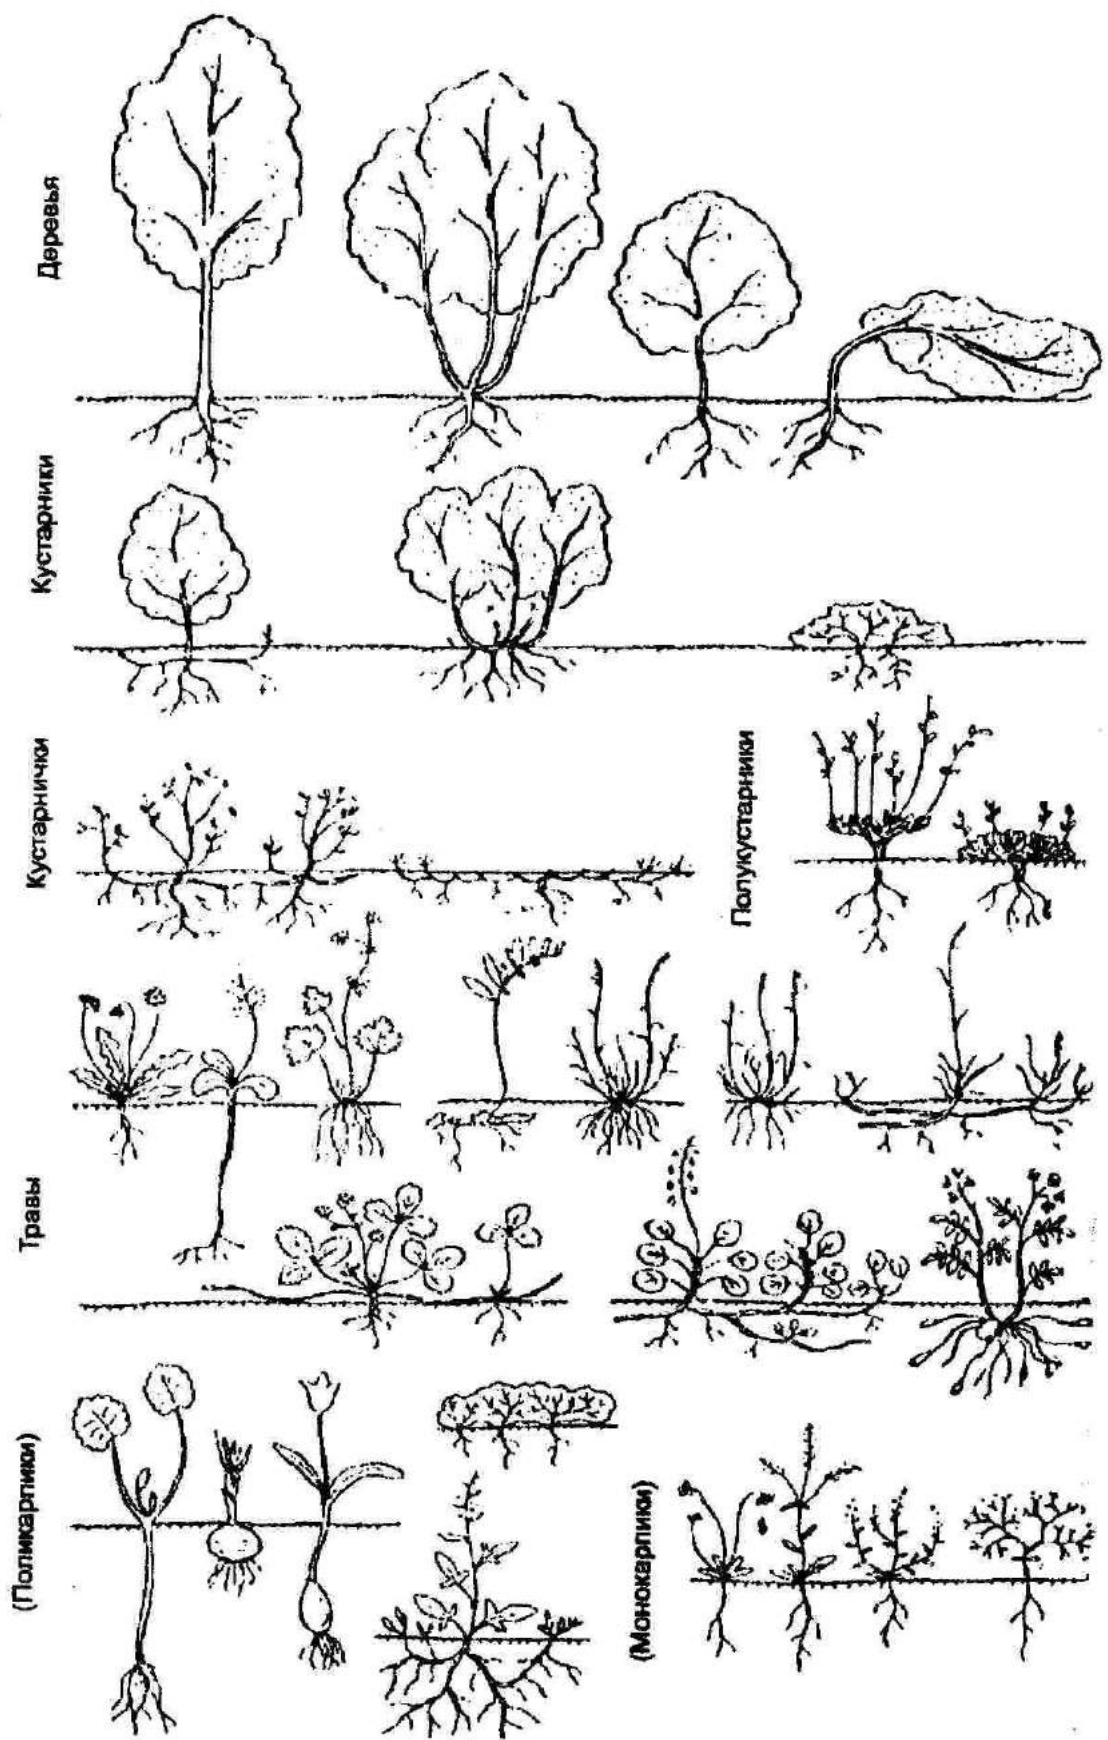 Деревья
Кустарники
Кустарнички
Полукустарники
Травы
(Поликарпики)
(Монокарпики)